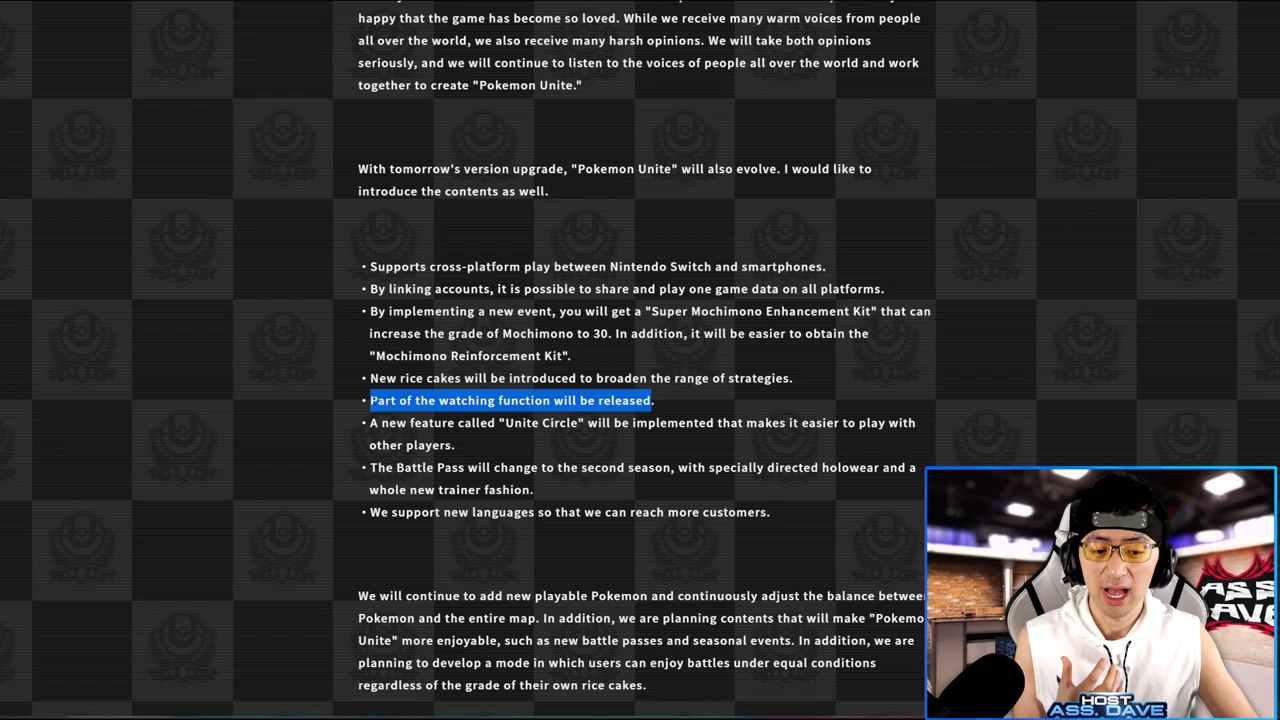 happy that the game has become so loved. While we receive many warm voices from people
all over the world, we also receive many harsh opinions. We will take both opinions
seriously, and we will continue to listen to the voices of people all over the world and work
together to create "Pokemon Unite."
With tomorrow's version upgrade, "Pokemon Unite" will also evolve. I would like to
introduce the contents as well.
・Supports cross-platform play between Nintendo Switch and smartphones.
・By linking accounts, it is possible to share and play one game data on all platforms.
・By implementing a new event, you will get a "Super Mochimono Enhancement Kit" that can
increase the grade of Mochimono to 30. In addition, it will be easier to obtain the
"Mochimono Reinforcement Kit".
・New rice cakes will be introduced to broaden the range of strategies.
・Part of the watching function will be released.
・A new feature called "Unite Circle" will be implemented that makes it easier to play with
other players.
・The Battle Pass will change to the second season, with specially directed holowear and a
whole new trainer fashion.
・We support new languages so that we can reach more customers.
We will continue to add new playable Pokemon and continuously adjust the balance between
Pokemon and the entire map. In addition, we are planning contents that will make "Pokemo
Unite" more enjoyable, such as new battle passes and seasonal events. In addition, we are
planning to develop a mode in which users can enjoy battles under equal conditions
regardless of the grade of their own rice cakes.
HOST
ASS. DAVE